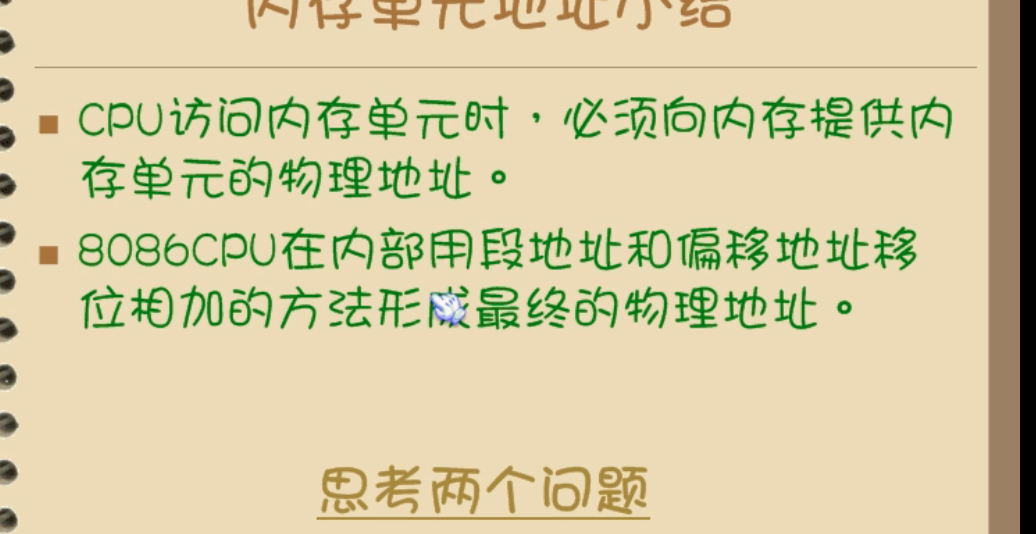 内存单元地址小结
CPU访问内存单元时,必须向内存提供内
存单元的物理地址。
8086CPU在内部用段地址和偏移地址移
位相加的方法形成最终的物理地址。
思考两个问题